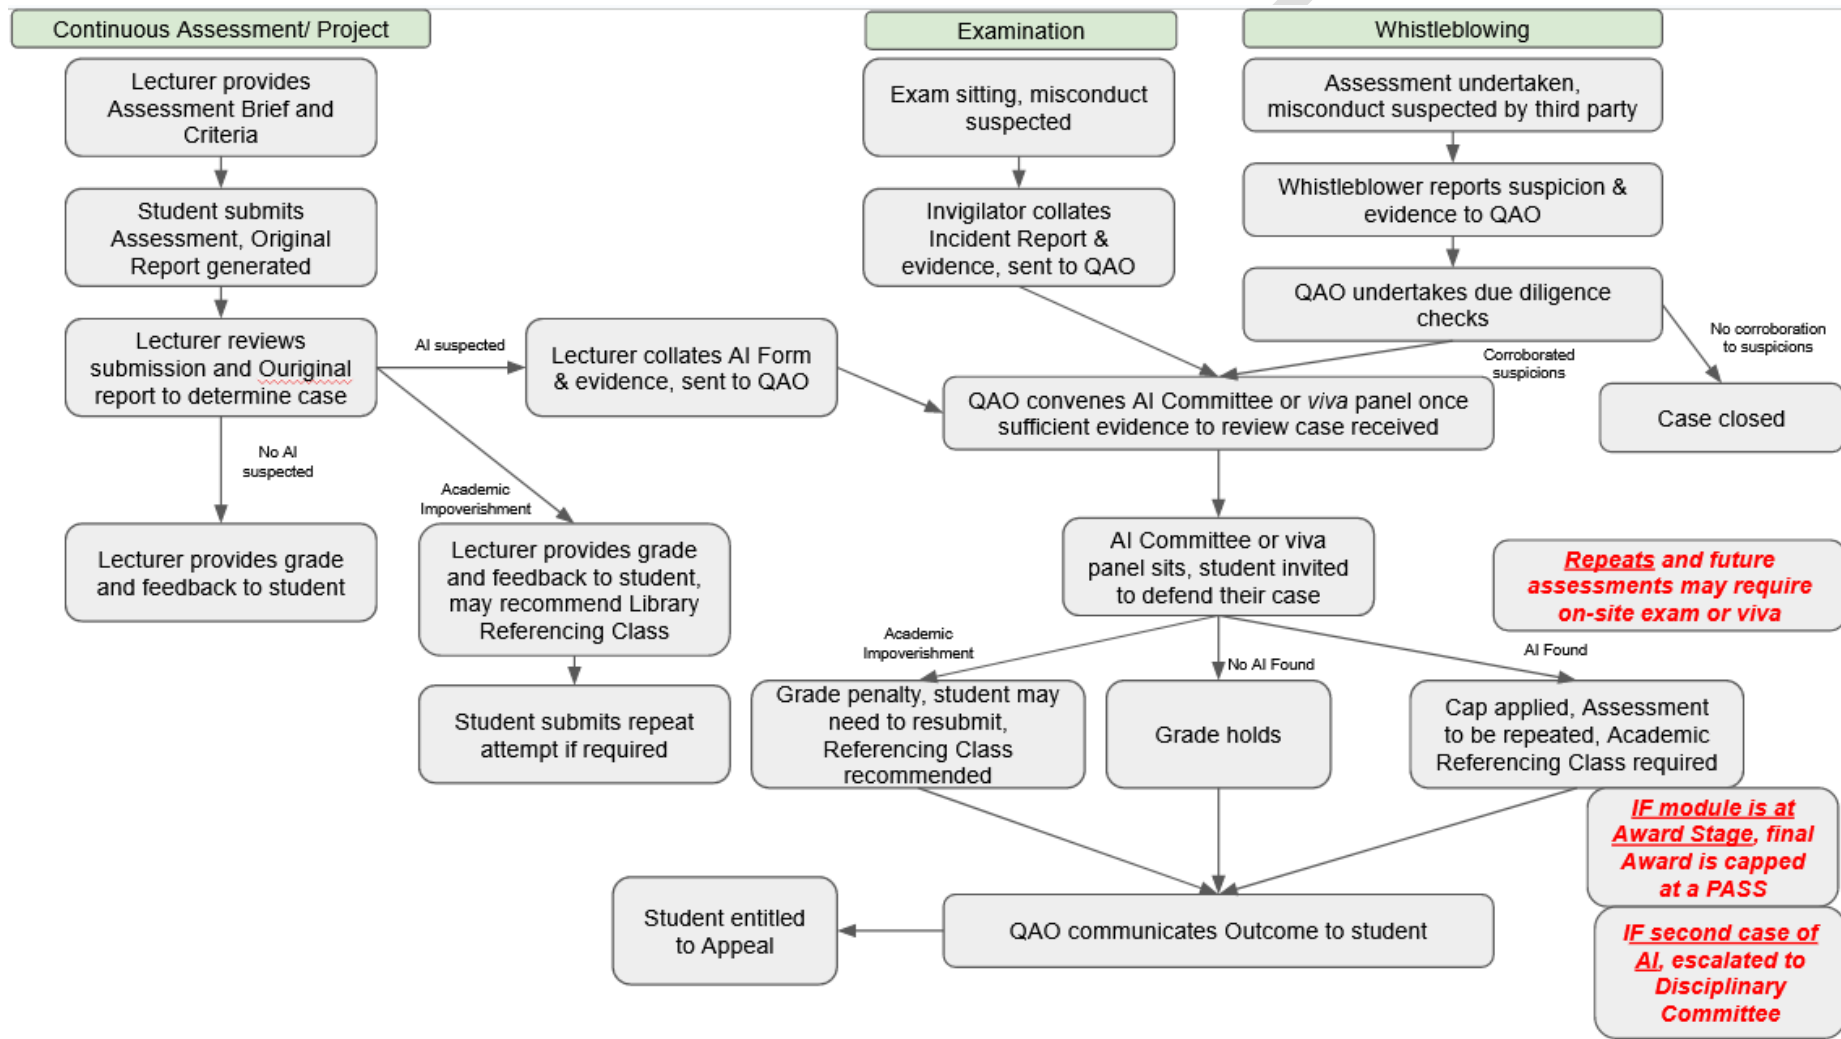 Continuous Assessment/ Project
Examination
Whistleblowing
Lecturer provides
Assessment Brief and
Criteria
Exam sitting, misconduct
suspected
Assessment undertaken,
misconduct suspected by third party
Student submits
Assessment, Original
Report generated
Invigilator collates
Incident Report &
evidence, sent to QAO
Whistleblower reports suspicion &
evidence to QAO
QAO undertakes due diligence
checks
Lecturer reviews
submission and Ouriginal
report to determine case
AI suspected
Lecturer collates AI Form
& evidence, sent to QAO
Corroborated
suspicions
No corroboration
to suspicions
QAO convenes AI Committee or viva panel once
sufficient evidence to review case received
Case closed
No AI
suspected
Academic
Impoverishment
Lecturer provides grade
and feedback to student
Lecturer provides grade
and feedback to student,
may recommend Library
Referencing Class
AI Committee or viva
panel sits, student invited
to defend their case
Repeats and future
assessments may require
on-site exam or viva
Student submits repeat
attempt if required
Academic
Impoverishment
No AI Found
AI Found
Grade penalty, student may
need to resubmit,
Referencing Class
recommended
Grade holds
Cap applied, Assessment
to be repeated, Academic
Referencing Class required
IF module is at
Award Stage, final
Award is capped
at a PASS
Student entitled
to Appeal
QAO communicates Outcome to student
IF second case of
AI, escalated to
Disciplinary
Committee